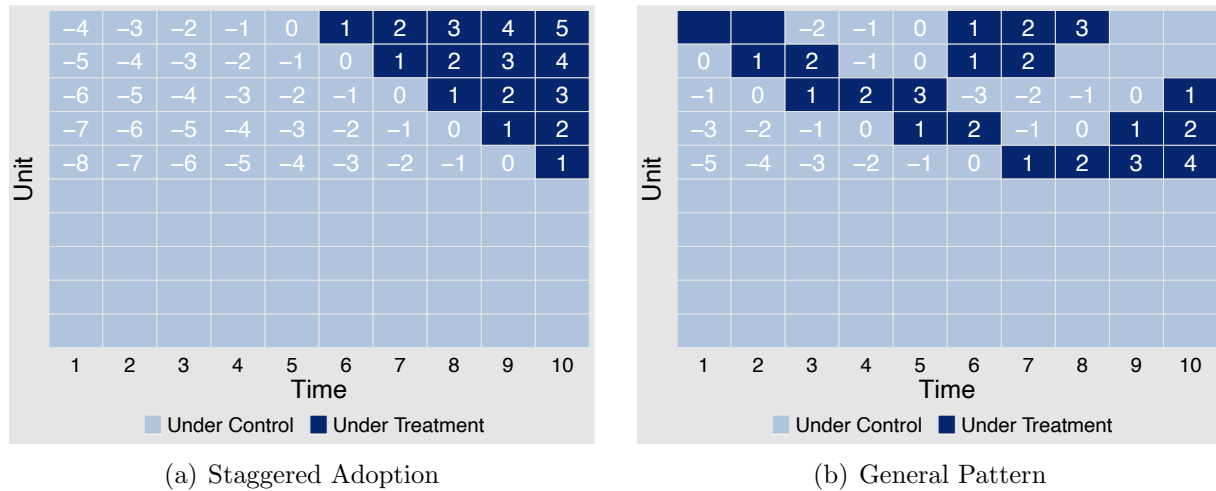 −4 −3 −2 −1 0 1 2 3 4 5
−5 −4 −3 −2 −1 0 1 2 3 4
−6 −5 −4 −3 −2 −1 0 1 2 3
−7 −6 −5 −4 −3 −2 −1 0 1 2
−8 −7 −6 −5 −4 −3 −2 −1 0 1
Unit
1 2 3 4 5 6 7 8 9 10
Time
Under Control Under Treatment
(a) Staggered Adoption
−2 −1 0 1 2 3
0 1 2 −1 0 1 2
−1 0 1 2 3 −3 −2 −1 0 1
−3 −2 −1 0 1 2 −1 0 1 2
−5 −4 −3 −2 −1 0 1 2 3 4
Unit
1 2 3 4 5 6 7 8 9 10
Time
Under Control Under Treatment
(b) General Pattern